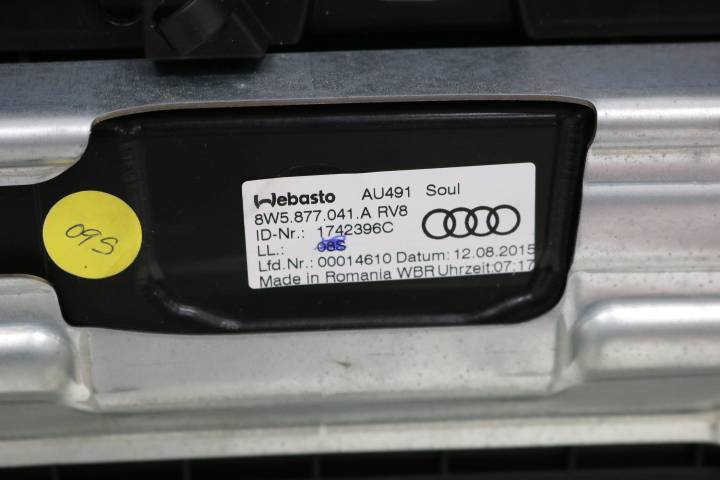 Webasto AU491 Soul
8W5.877.041.A RV8
ID-Nr.: 1742396C
LL.: 08S
Lfd.Nr.: 00014610 Datum: 12.08.2015
Made in Romania WBR Uhrzeit: 07:17
09S